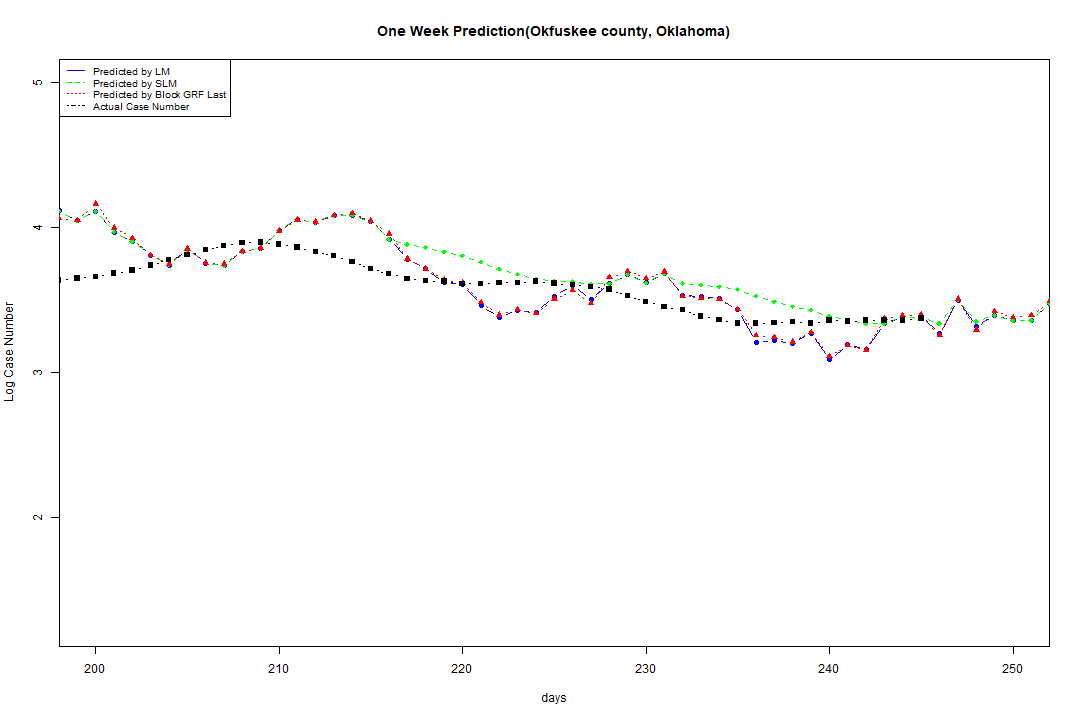 One Week Prediction(Okfuskee county, Oklahoma)
Predicted by LM
Predicted by SLM
Predicted by Block GRF Last
Actual Case Number
5
4
3
2
Log Case Number
200 210 220 230 240 250
days